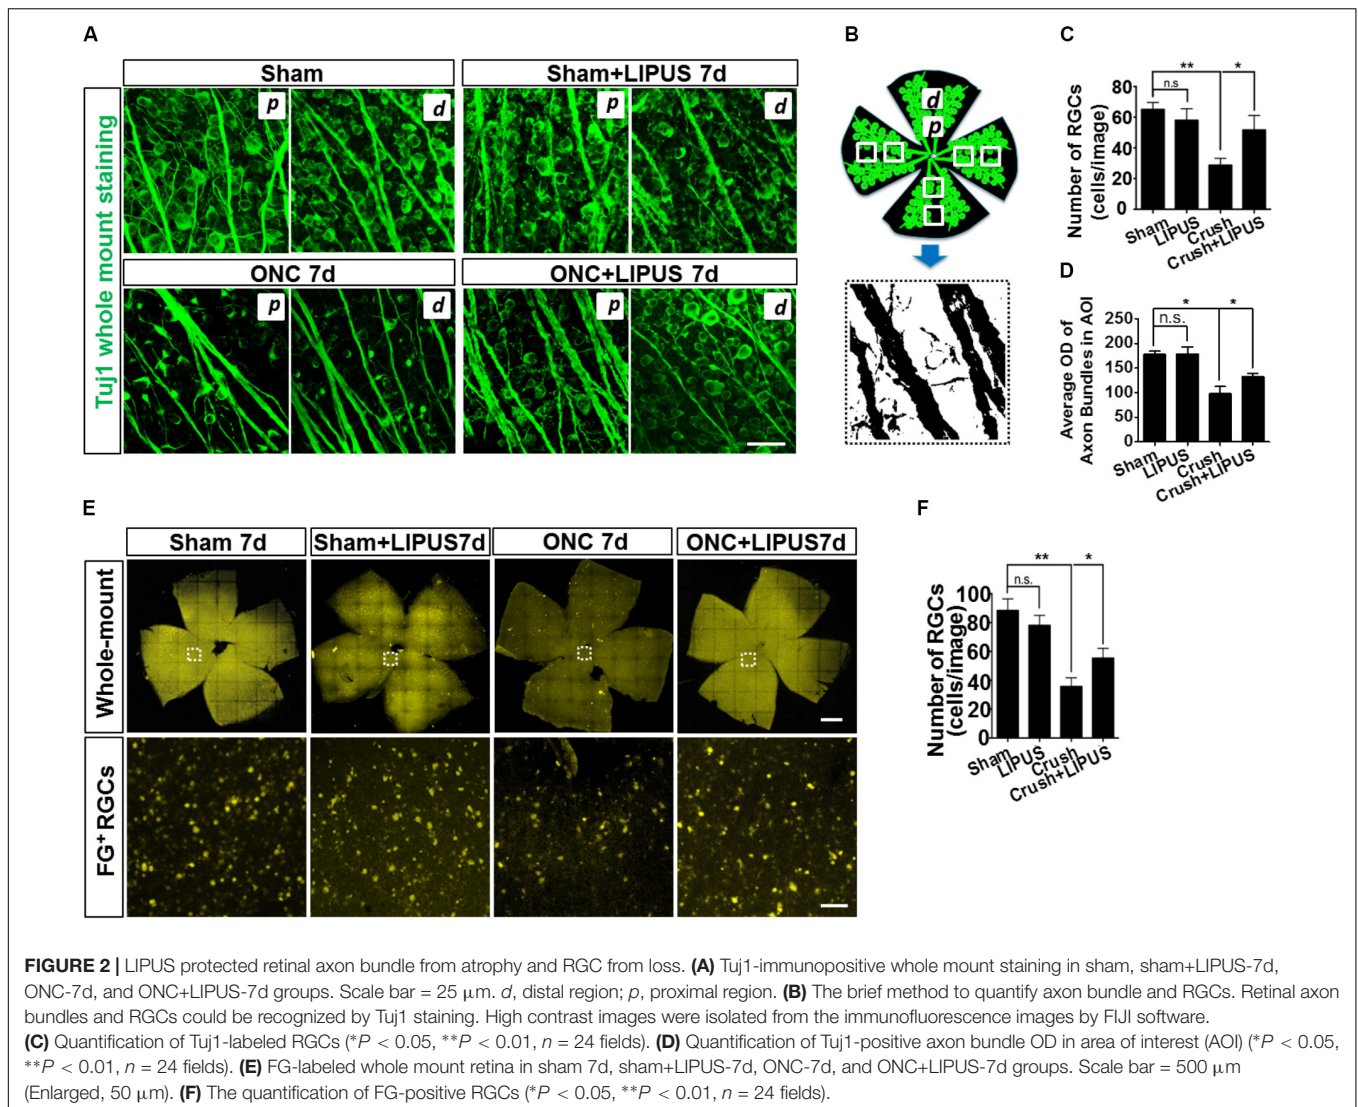 A
Sham
Sham+LIPUS 7d
Tuj1 whole mount staining
p
d
p
d
ONC 7d
ONC+LIPUS 7d
p
d
p
d
B
d
p
C
**
*
n.s
Number of RGCs
(cells/image)
80
60
40
20
0
Sham
LIPUS
Crush
Crush+LIPUS
D
*
*
n.s.
Average OD of
Axon Bundles in AOI
250
200
150
100
50
0
Sham
LIPUS
Crush
Crush+LIPUS
E
Sham 7d
Sham+LIPUS7d
ONC 7d
ONC+LIPUS7d
Whole-mount
FG+ RGCs
F
**
*
n.s.
Number of RGCs
(cells/image)
100
80
60
40
20
0
Sham
LIPUS
Crush
Crush+LIPUS
FIGURE 2 | LIPUS protected retinal axon bundle from atrophy and RGC from loss. (A) Tuj1-immunopositive whole mount staining in sham, sham+LIPUS-7d,
ONC-7d, and ONC+LIPUS-7d groups. Scale bar = 25 μm. d, distal region; p, proximal region. (B) The brief method to quantify axon bundle and RGCs. Retinal axon
bundles and RGCs could be recognized by Tuj1 staining. High contrast images were isolated from the immunofluorescence images by FIJI software.
(C) Quantification of Tuj1-labeled RGCs (*P < 0.05, **P < 0.01, n = 24 fields). (D) Quantification of Tuj1-positive axon bundle OD in area of interest (AOI) (*P < 0.05,
**P < 0.01, n = 24 fields). (E) FG-labeled whole mount retina in sham 7d, sham+LIPUS-7d, ONC-7d, and ONC+LIPUS-7d groups. Scale bar = 500 μm
(Enlarged, 50 μm). (F) The quantification of FG-positive RGCs (*P < 0.05, **P < 0.01, n = 24 fields).